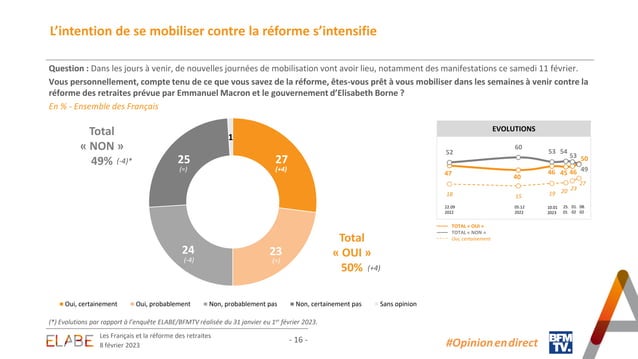 L’intention de se mobiliser contre la réforme s’intensifie
Question : Dans les jours à venir, de nouvelles journées de mobilisation vont avoir lieu, notamment des manifestations ce samedi 11 février.
Vous personnellement, compte tenu de ce que vous savez de la réforme, êtes-vous prêt à vous mobiliser dans les semaines à venir contre la
réforme des retraites prévue par Emmanuel Macron et le gouvernement d’Elisabeth Borne ?
En % - Ensemble des Français
Total
« NON »
49% (-4)*
1
25
(=)
27
(+4)
24
(-4)
23
(=)
Total
« OUI »
50% (+4)
EVOLUTIONS
52 60 53 54 53 50
47 40 46 45 46 49
18 15 19 20 23 27
22.09 05.12 10.01 25. 01. 08.
2022 2022 2023 01 02 02
TOTAL « OUI »
TOTAL « NON »
Oui, certainement
Oui, certainement Oui, probablement Non, probablement pas Non, certainement pas Sans opinion
(*) Evolutions par rapport à l’enquête ELABE/BFMTV réalisée du 31 janvier eu 1er février 2023.
ELABE
Les Français et la réforme des retraites
8 février 2023
- 16 -
#Opinion en direct
BFM
TV.